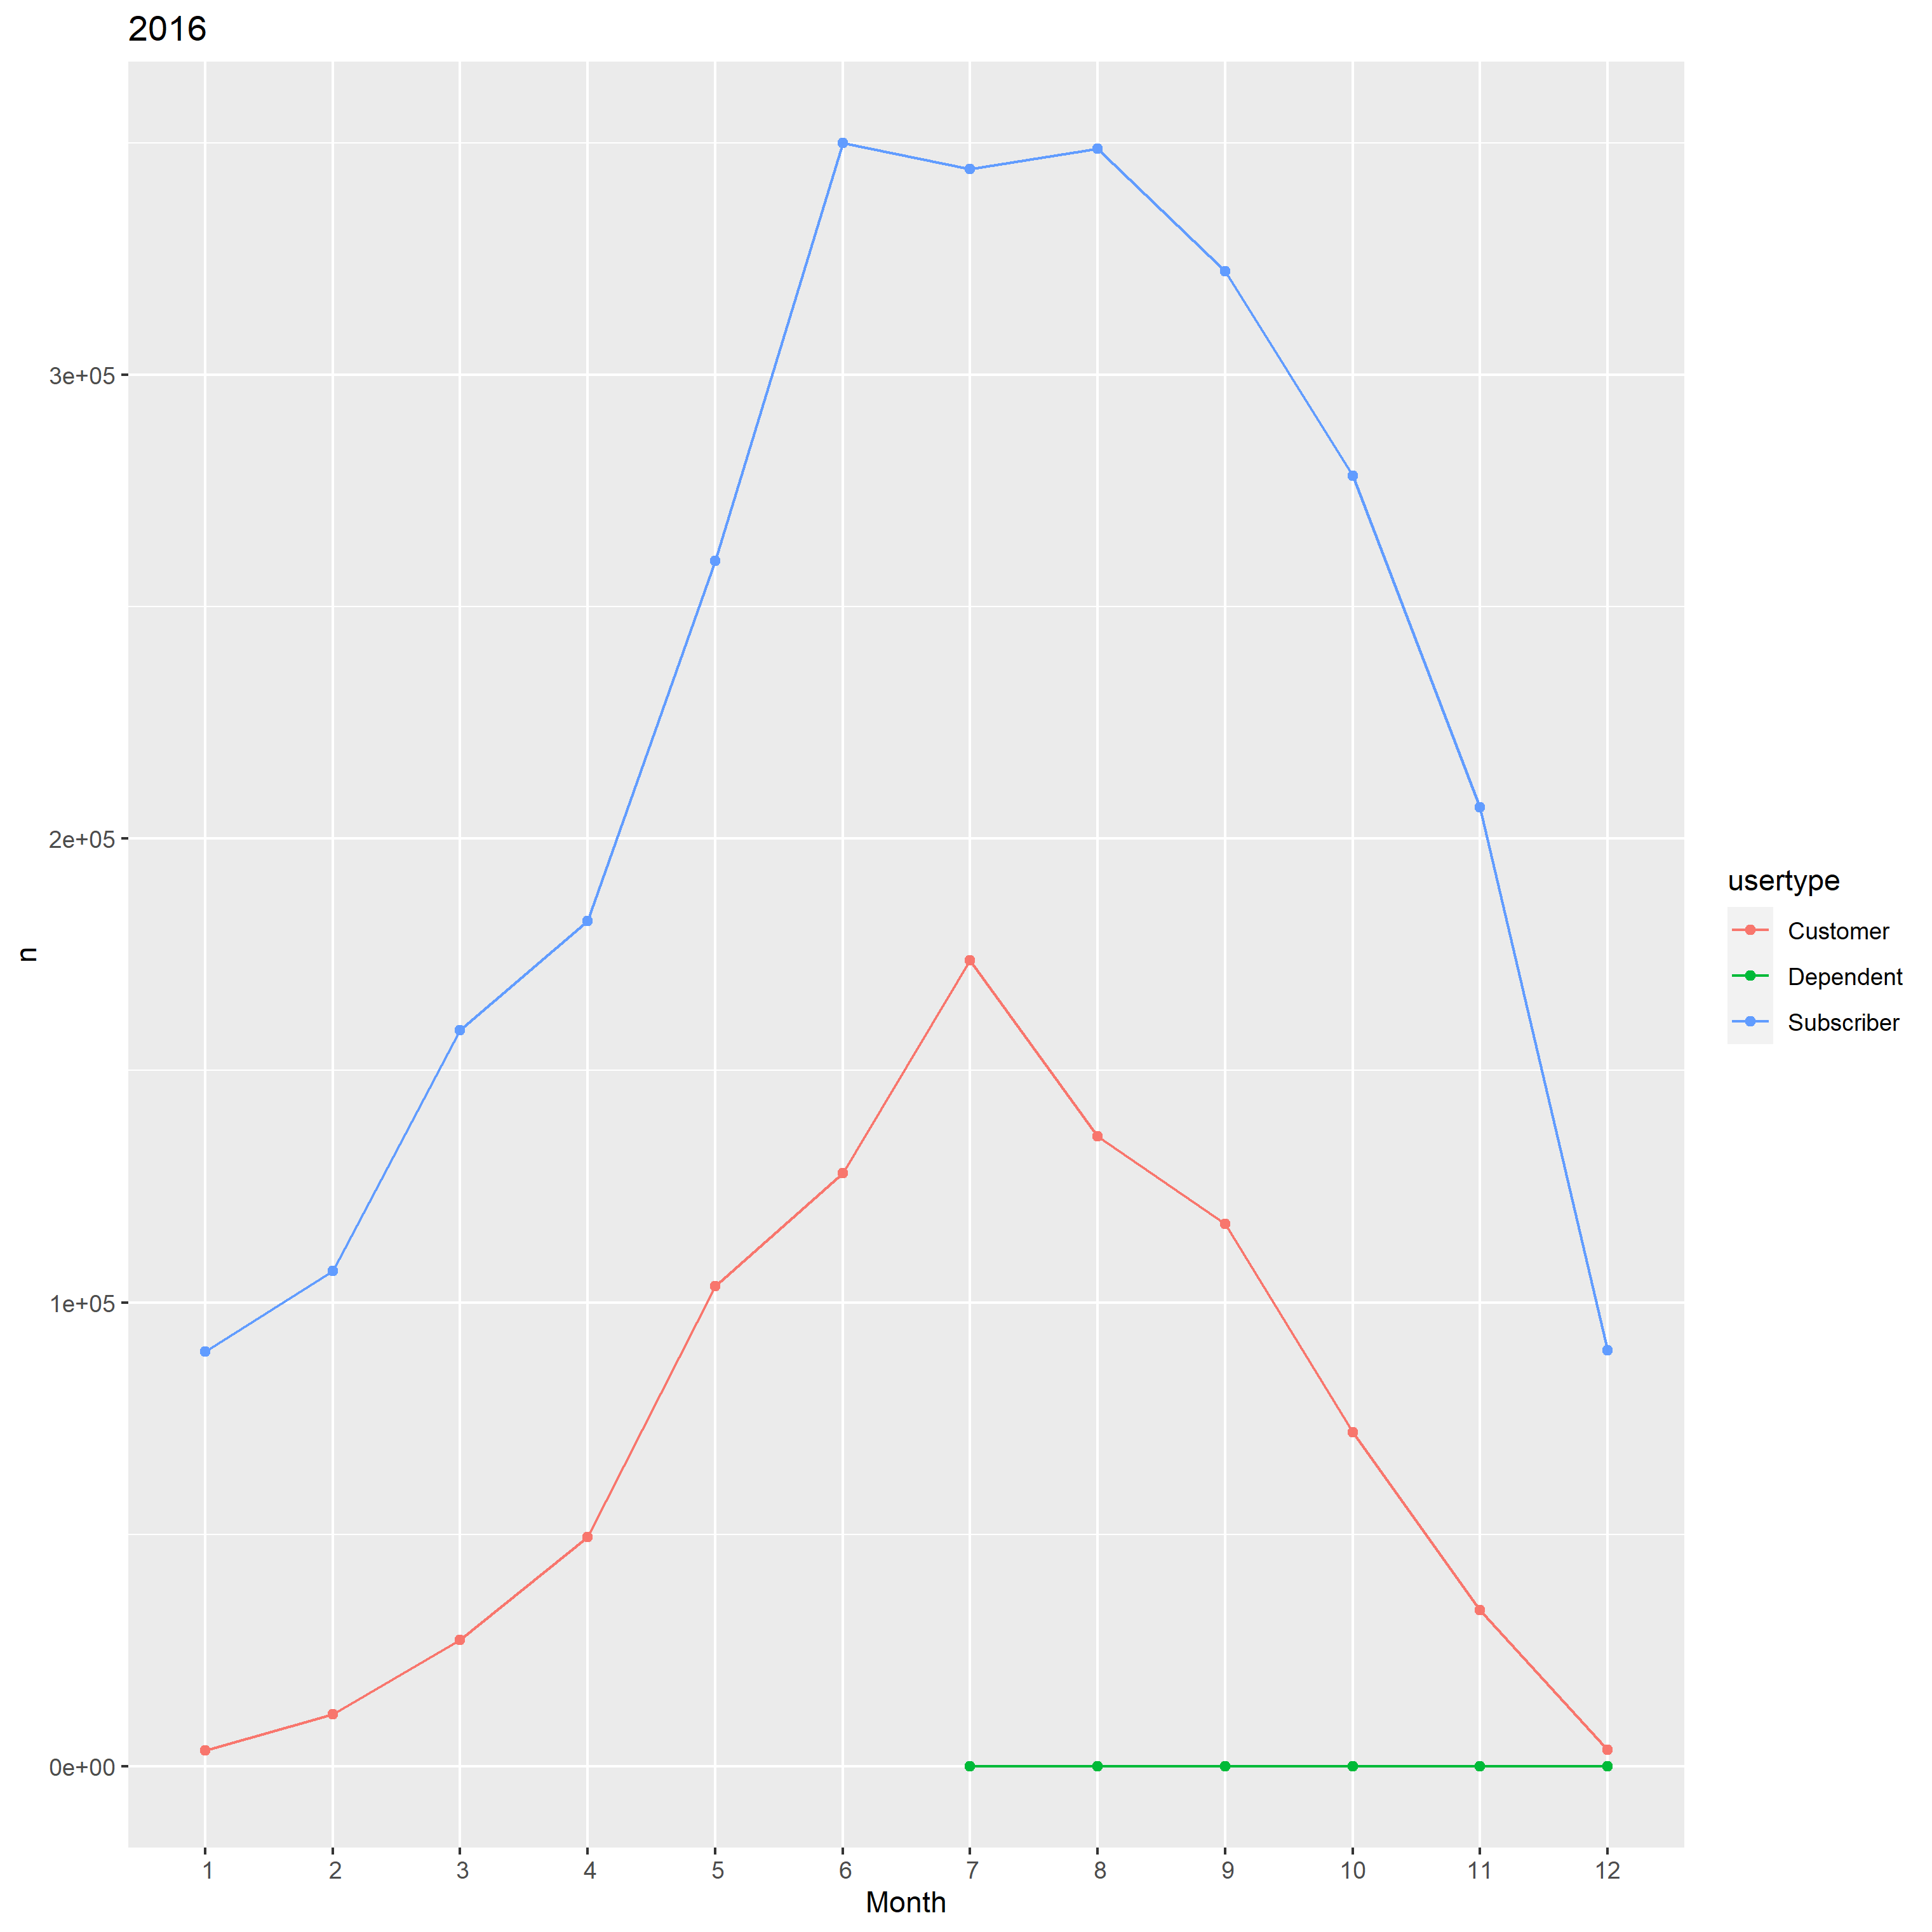 2016
3e+05
2e+05
1e+05
0e+00
n
1 2 3 4 5 6 7 8 9 10 11 12
Month
usertype
Customer
Dependent
Subscriber